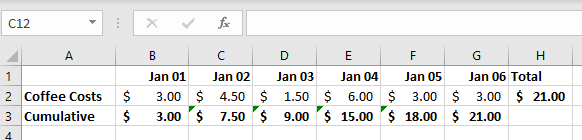 C12 fx
A B C D E F G H
1 Jan 01 Jan 02 Jan 03 Jan 04 Jan 05 Jan 06 Total
2 Coffee Costs $ 3.00 $ 4.50 $ 1.50 $ 6.00 $ 3.00 $ 3.00 $ 21.00
3 Cumulative $ 3.00 $ 7.50 $ 9.00 $ 15.00 $ 18.00 $ 21.00
4